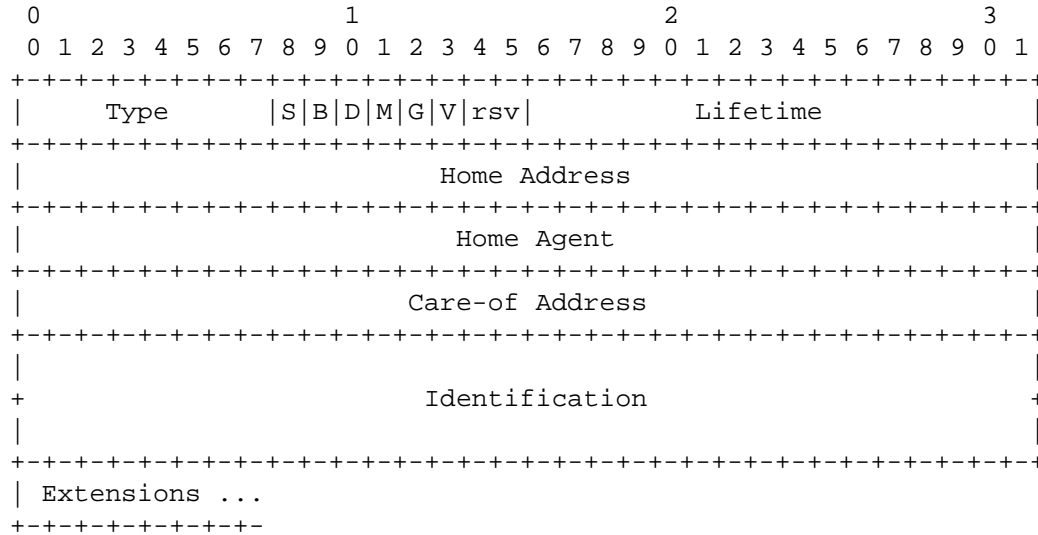 0                   1                   2                   3
 0 1 2 3 4 5 6 7 8 9 0 1 2 3 4 5 6 7 8 9 0 1 2 3 4 5 6 7 8 9 0 1
+-+-+-+-+-+-+-+-+-+-+-+-+-+-+-+-+-+-+-+-+-+-+-+-+-+-+-+-+-+-+-+-+
|     Type      |S|B|D|M|G|V|rsv|          Lifetime             |
+-+-+-+-+-+-+-+-+-+-+-+-+-+-+-+-+-+-+-+-+-+-+-+-+-+-+-+-+-+-+-+-+
|                          Home Address                         |
+-+-+-+-+-+-+-+-+-+-+-+-+-+-+-+-+-+-+-+-+-+-+-+-+-+-+-+-+-+-+-+-+
|                           Home Agent                          |
+-+-+-+-+-+-+-+-+-+-+-+-+-+-+-+-+-+-+-+-+-+-+-+-+-+-+-+-+-+-+-+-+
|                        Care-of Address                        |
+-+-+-+-+-+-+-+-+-+-+-+-+-+-+-+-+-+-+-+-+-+-+-+-+-+-+-+-+-+-+-+-+
|                                                               |
+                         Identification                        +
|                                                               |
+-+-+-+-+-+-+-+-+-+-+-+-+-+-+-+-+-+-+-+-+-+-+-+-+-+-+-+-+-+-+-+-+
| Extensions ...
+-+-+-+-+-+-+-+-